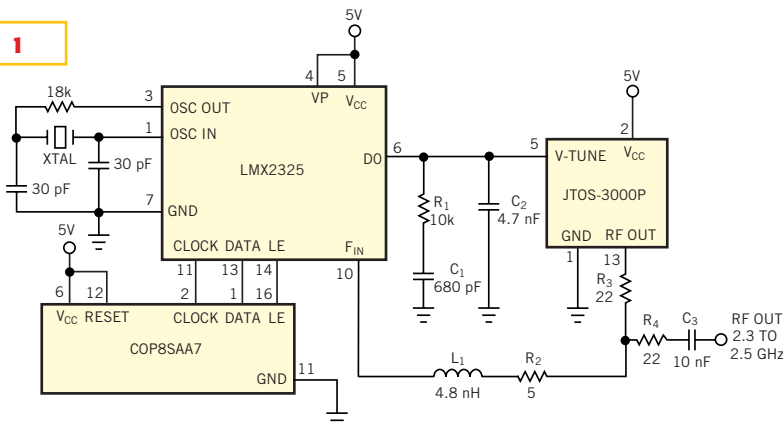 1
5V
4 5
VP VCC
18k
3 OSC OUT
1 OSC IN
XTAL
30 pF
30 pF
7 GND
LMX2325
DO 6
CLOCK DATA LE
FIN
11 13 14
10
5V
2 1 16
6 12
VCC RESET
CLOCK DATA LE
COP8SAA7
GND 11
R1
10k
C1
680 pF
C2
4.7 nF
5V
2
5 V-TUNE VCC
JTOS-3000P
GND RF OUT
1 13
R3
22
R4
22
C3
10 nF
RF OUT
2.3 TO
2.5 GHz
L1
4.8 nH
R2
5